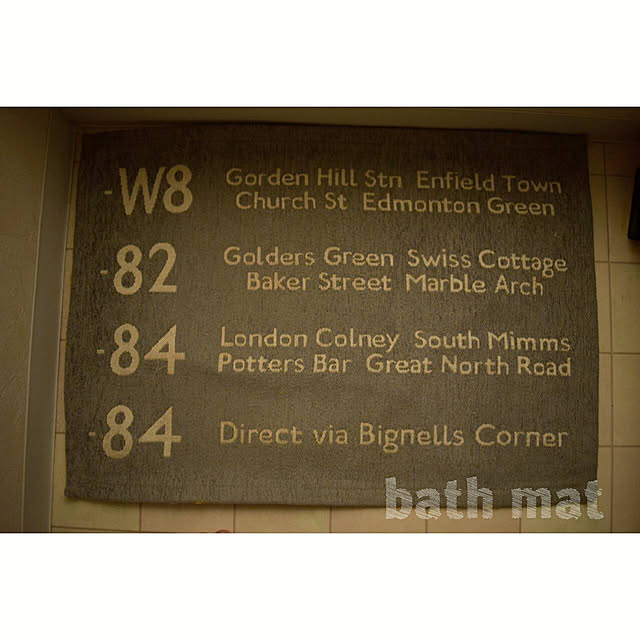 -W8 Gorden Hill Stn Enfield Town
Church St Edmonton Green
-82 Golders Green Swiss Cottage
Baker Street Marble Arch
-84 London Colney South Mimms
Potters Bar Great North Road
-84 Direct via Bignells Corner
bath mat